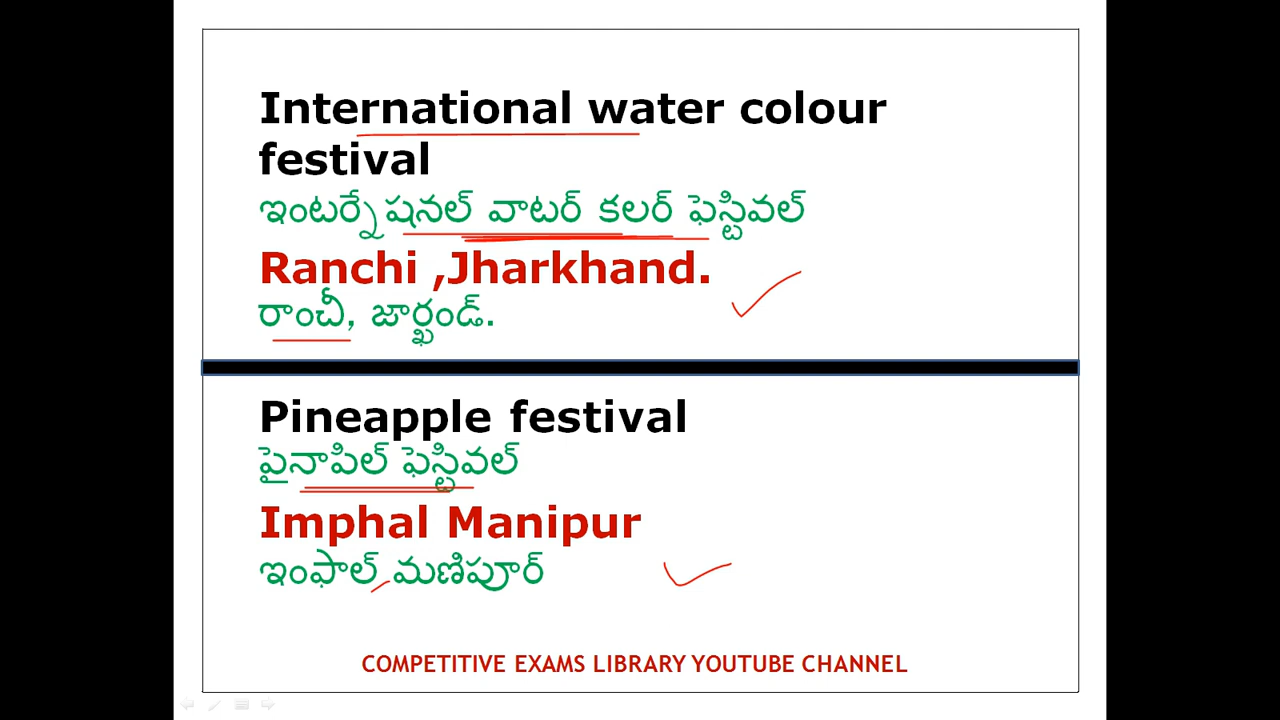 International water colour
festival
ఇంటర్నేషనల్ వాటర్ కలర్ ఫెస్టివల్
Ranchi ,Jharkhand.
రాంచీ, జార్ఖండ్.
Pineapple festival
పైనాపిల్ ఫెస్టివల్
Imphal Manipur
ఇంఫాల్ మణిపూర్
COMPETITIVE EXAMS LIBRARY YOUTUBE CHANNEL